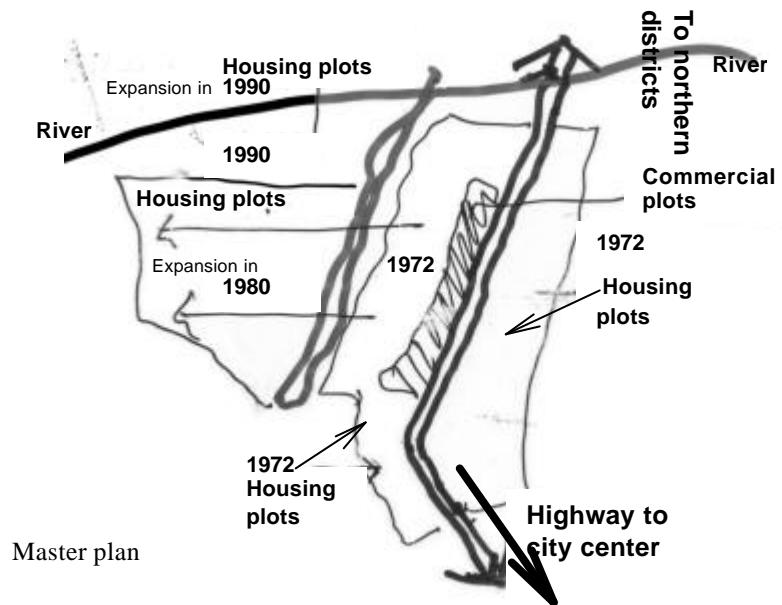 To northern
districts
Housing plots
Expansion in 1990
River
River
1990
Commercial
plots
Housing plots
1972
1972
Expansion in
1980
Housing
plots
1972
Housing
plots
Highway to
city center
Master plan